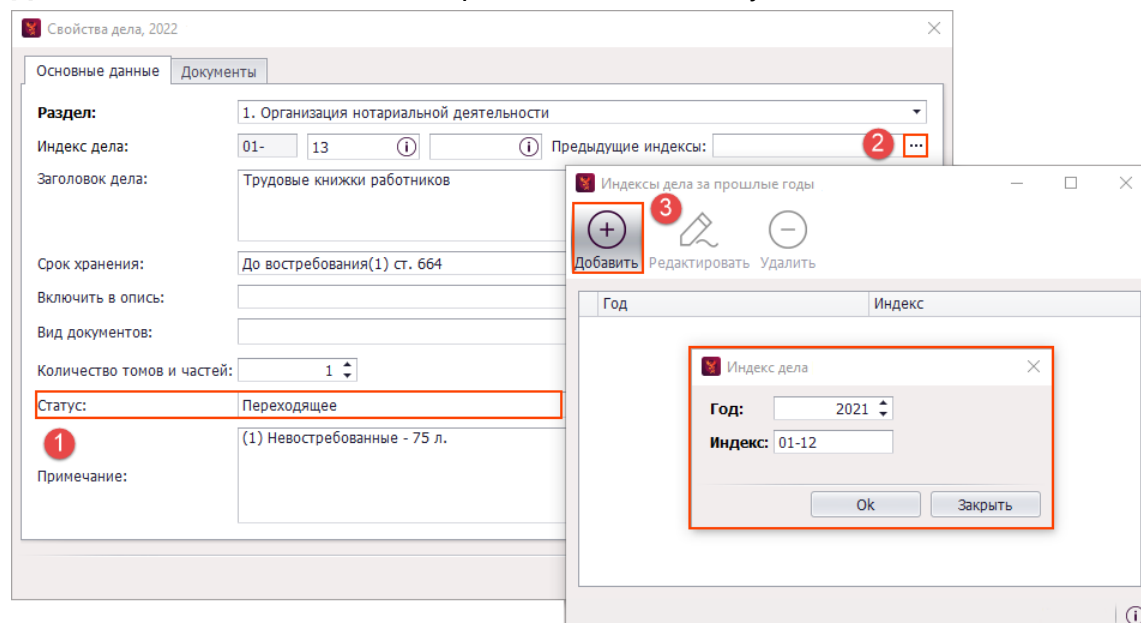 Свойства дела, 2022
Основные данные Документы
Раздел: 1. Организация нотариальной деятельности
Индекс дела: 01- 13 Предыдущие индексы: 2 ...
Заголовок дела: Трудовые книжки работников
Индексы дела за прошлые годы
3
Добавить Редактировать Удалить
Срок хранения: До востребования(1) ст. 664
Включить в опись:
Год Индекс
Вид документов:
Количество томов и частей: 1
Индекс дела
Статус: Переходящее
Год: 2021
1
(1) Невостребованные - 75 л.
Индекс: 01-12
Примечание:
Ok Закрыть